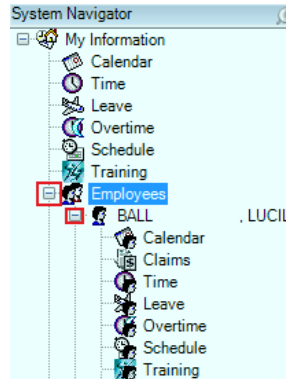 System Navigator
My Information
Calendar
Time
Leave
Overtime
Schedule
Training
Employees
BALL , LUCIL
Calendar
Claims
Time
Leave
Overtime
Schedule
Training